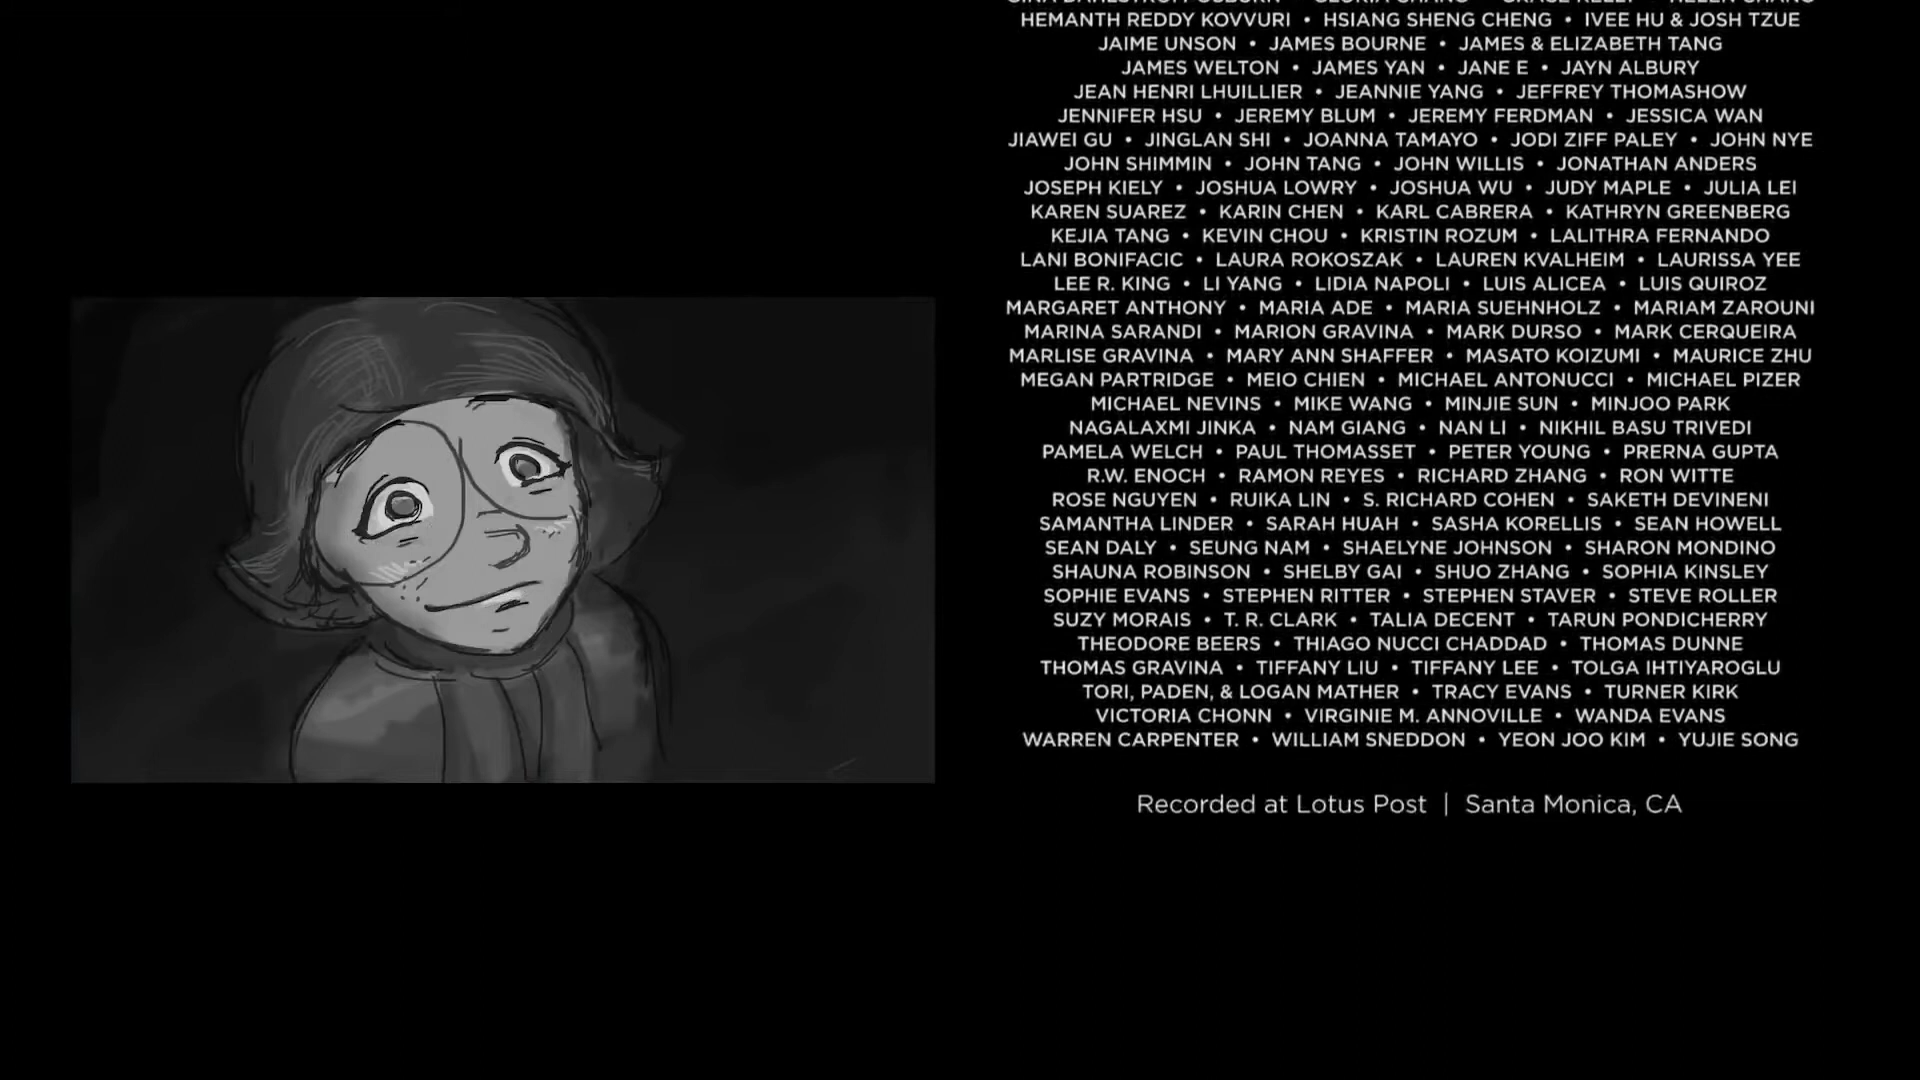 HEMANTH REDDY KOVVURI • HSIANG SHENG CHENG • IVEE HU & JOSH TZUE
JAIME UNSON • JAMES BOURNE • JAMES & ELIZABETH TANG
JAMES WELTON • JAMES YAN • JANE E • JAYN ALBURY
JEAN HENRI LHUILLIER • JEANNIE YANG • JEFFREY THOMASHOW
JENNIFER HSU • JEREMY BLUM • JEREMY FERDMAN • JESSICA WAN
JIAWEI GU • JINGLAN SHI • JOANNA TAMAYO • JODI ZIFF PALEY • JOHN NYE
JOHN SHIMMIN • JOHN TANG • JOHN WILLIS • JONATHAN ANDERS
JOSEPH KIELY • JOSHUA LOWRY • JOSHUA WU • JUDY MAPLE • JULIA LEI
KAREN SUAREZ • KARIN CHEN • KARL CABRERA • KATHRYN GREENBERG
KEJIA TANG • KEVIN CHOU • KRISTIN ROZUM • LALITHRA FERNANDO
LANI BONIFACIC • LAURA ROKOSZAK • LAUREN KVALHEIM • LAURISSA YEE
LEE R. KING • LI YANG • LIDIA NAPOLI • LUIS ALICEA • LUIS QUIROZ
MARGARET ANTHONY • MARIA ADE • MARIA SUEHNHOLZ • MARIAM ZAROUNI
MARINA SARANDI • MARION GRAVINA • MARK DURSO • MARK CERQUEIRA
MARLISE GRAVINA • MARY ANN SHAFFER • MASATO KOIZUMI • MAURICE ZHU
MEGAN PARTRIDGE • MEIO CHIEN • MICHAEL ANTONUCCI • MICHAEL PIZER
MICHAEL NEVINS • MIKE WANG • MINJIE SUN • MINJOO PARK
NAGALAXMI JINKA • NAM GIANG • NAN LI • NIKHIL BASU TRIVEDI
PAMELA WELCH • PAUL THOMASSET • PETER YOUNG • PRERNA GUPTA
R.W. ENOCH • RAMON REYES • RICHARD ZHANG • RON WITTE
ROSE NGUYEN • RUIKA LIN • S. RICHARD COHEN • SAKETH DEVINENI
SAMANTHA LINDER • SARAH HUAH • SASHA KORELLIS • SEAN HOWELL
SEAN DALY • SEUNG NAM • SHAELYNE JOHNSON • SHARON MONDINO
SHAUNA ROBINSON • SHELBY GAI • SHUO ZHANG • SOPHIA KINSLEY
SOPHIE EVANS • STEPHEN RITTER • STEPHEN STAVER • STEVE ROLLER
SUZY MORAIS • T. R. CLARK • TALIA DECENT • TARUN PONDICHERRY
THEODORE BEERS • THIAGO NUCCI CHADDAD • THOMAS DUNNE
THOMAS GRAVINA • TIFFANY LIU • TIFFANY LEE • TOLGA IHTIYAROGLU
TORI, PADEN, & LOGAN MATHER • TRACY EVANS • TURNER KIRK
VICTORIA CHONN • VIRGINIE M. ANNOVILLE • WANDA EVANS
WARREN CARPENTER • WILLIAM SNEDDON • YEON JOO KIM • YUJIE SONG
Recorded at Lotus Post | Santa Monica, CA